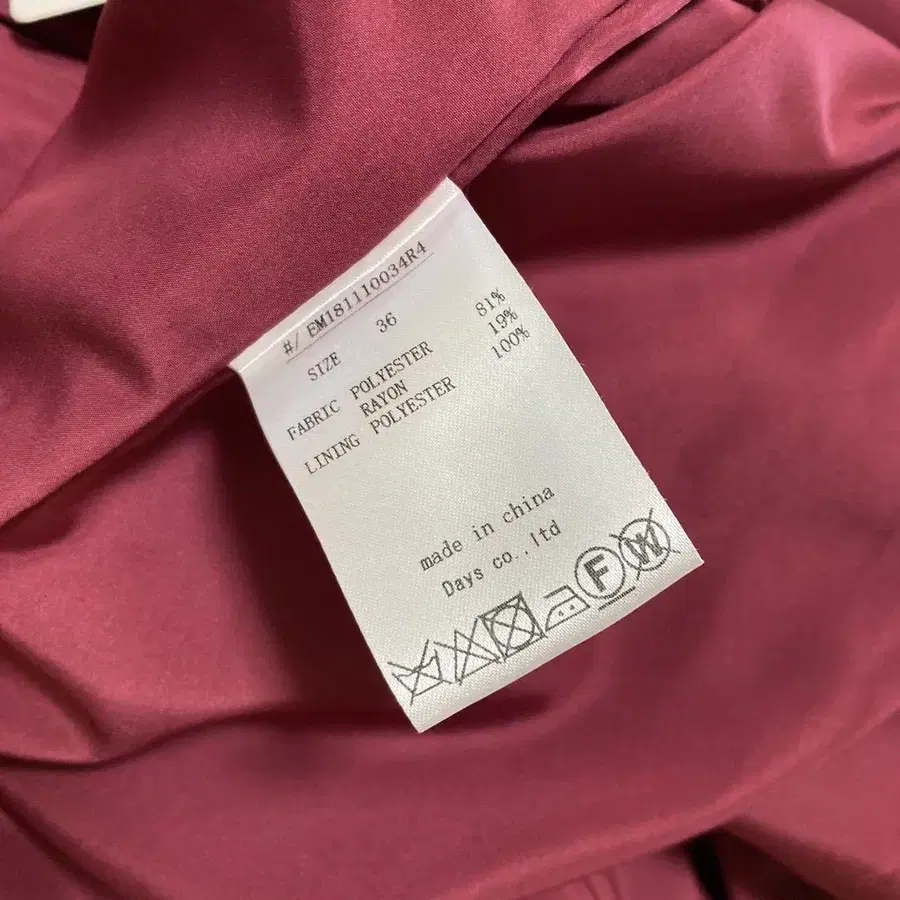 #/ EM181110034R4
SIZE 36
FABRIC POLYESTER 81%
RAYON 19%
LINING POLYESTER 100%
made in china
Days co.,ltd
F W